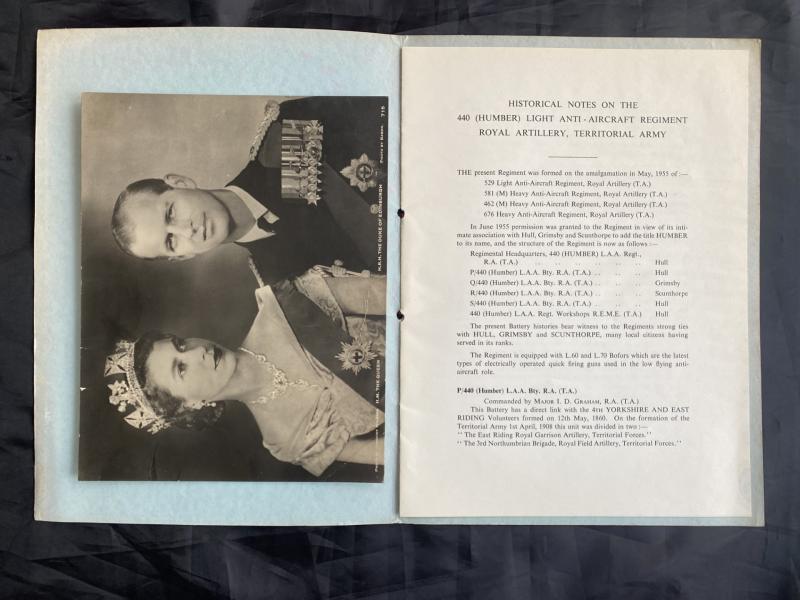 H.R.H. THE DUKE OF EDINBURGH
PHOTO BY BARON.
715
H.M. THE QUEEN
HISTORICAL NOTES ON THE
440 (HUMBER) LIGHT ANTI-AIRCRAFT REGIMENT
ROYAL ARTILLERY, TERRITORIAL ARMY
THE present Regiment was formed on the amalgamation in May, 1955 of :—
529 Light Anti-Aircraft Regiment, Royal Artillery (T.A.)
581 (M) Heavy Anti-Aircraft Regiment, Royal Artillery (T.A.)
462 (M) Heavy Anti-Aircraft Regiment, Royal Artillery (T.A.)
676 Heavy Anti-Aircraft Regiment, Royal Artillery (T.A.)
In June 1955 permission was granted to the Regiment in view of its inti-
mate association with Hull, Grimsby and Scunthorpe to add the title HUMBER
to its name, and the structure of the Regiment is now as follows :—
Regimental Headquarters, 440 (HUMBER) L.A.A. Regt.,
R.A. (T.A.) .. .. .. .. .. Hull
P/440 (Humber) L.A.A. Bty. R.A. (T.A.) .. .. Hull
Q/440 (Humber) L.A.A. Bty. R.A. (T.A.) .. .. Grimsby
R/440 (Humber) L.A.A. Bty. R.A. (T.A.) .. .. Scunthorpe
S/440 (Humber) L.A.A. Bty. R.A. (T.A.) .. .. Hull
440 (Humber) L.A.A. Regt. Workshops R.E.M.E. (T.A.) Hull
The present Battery histories bear witness to the Regiments strong ties
with HULL, GRIMSBY and SCUNTHORPE, many local citizens having
served in its ranks.
The Regiment is equipped with L.60 and L.70 Bofors which are the latest
types of electrically operated quick firing guns used in the low flying anti-
aircraft role.
P/440 (Humber) L.A.A. Bty. R.A. (T.A.)
Commanded by MAJOR I. D. GRAHAM, R.A. (T.A.)
This Battery has a direct link with the 4TH YORKSHIRE AND EAST
RIDING Volunteers formed on 12th May, 1860. On the formation of the
Territorial Army 1st April, 1908 this unit was divided in two :—
" The East Riding Royal Garrison Artillery, Territorial Forces."
" The 3rd Northumbrian Brigade, Royal Field Artillery, Territorial Forces."